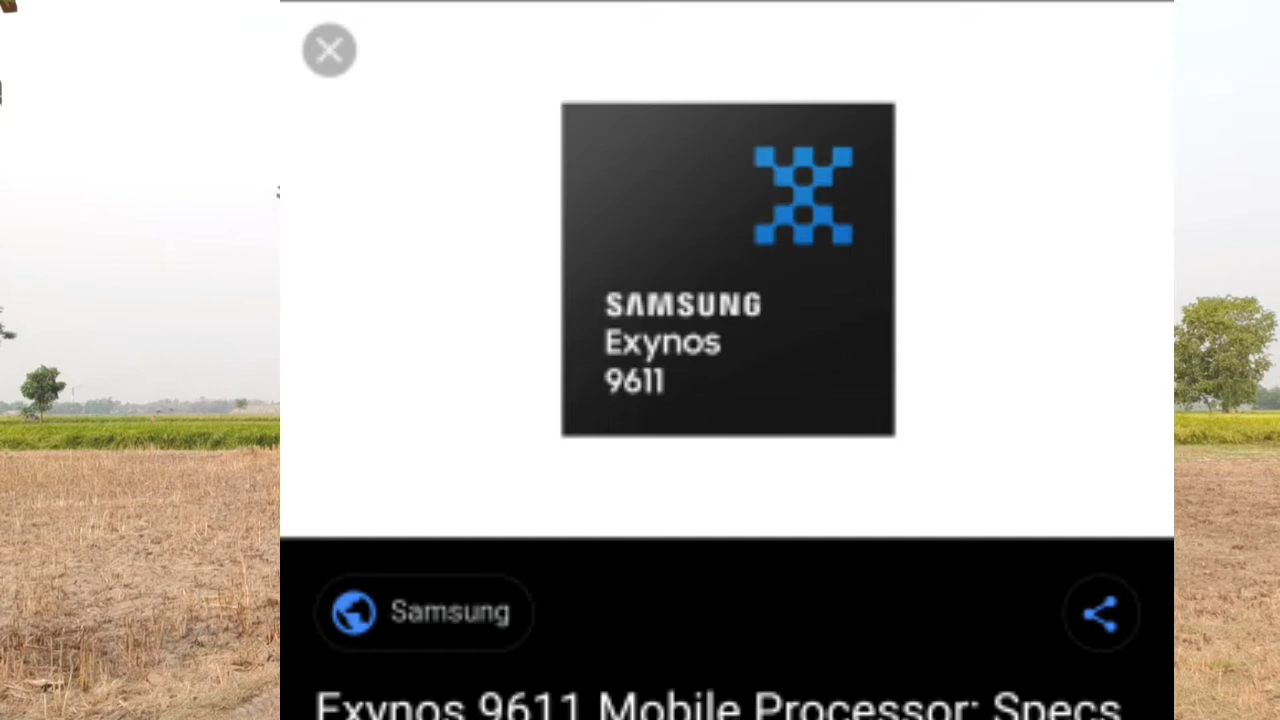 SAMSUNG
Exynos
9611
Samsung
Exynos 9611 Mobile Processor: Specs